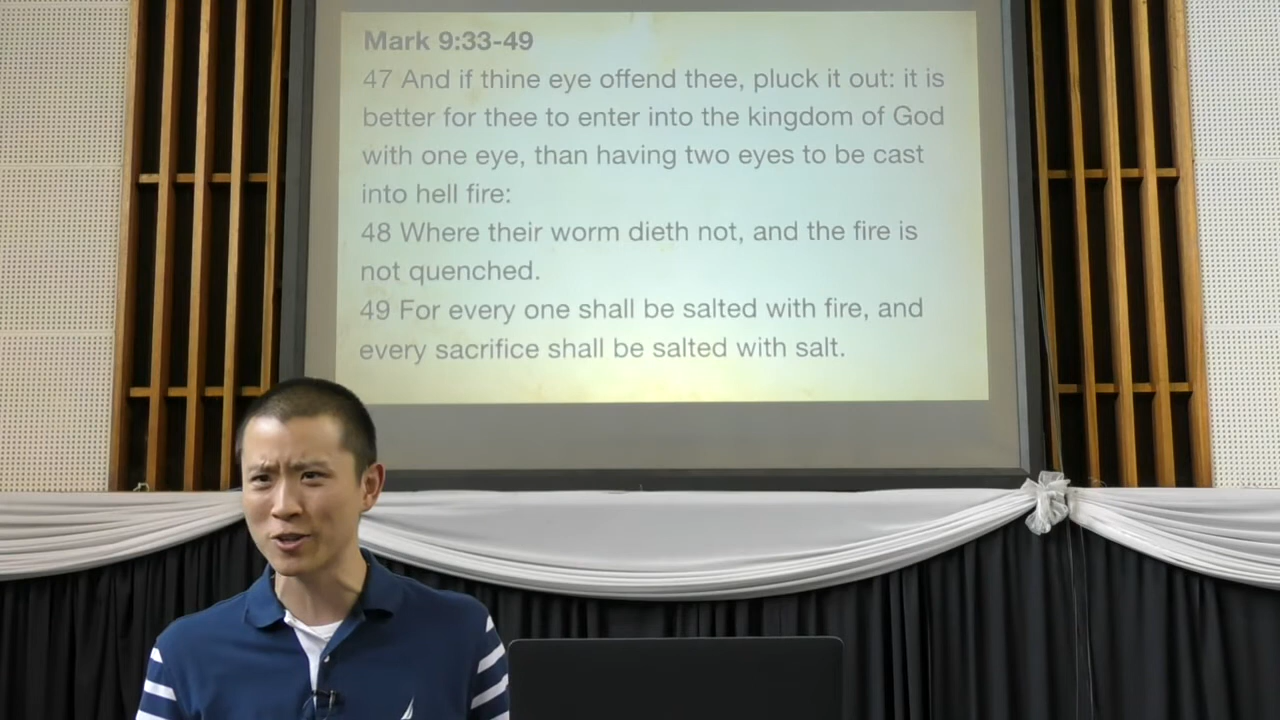 Mark 9:33-49
47 And if thine eye offend thee, pluck it out: it is
better for thee to enter into the kingdom of God
with one eye, than having two eyes to be cast
into hell fire:
48 Where their worm dieth not, and the fire is
not quenched.
49 For every one shall be salted with fire, and
every sacrifice shall be salted with salt.